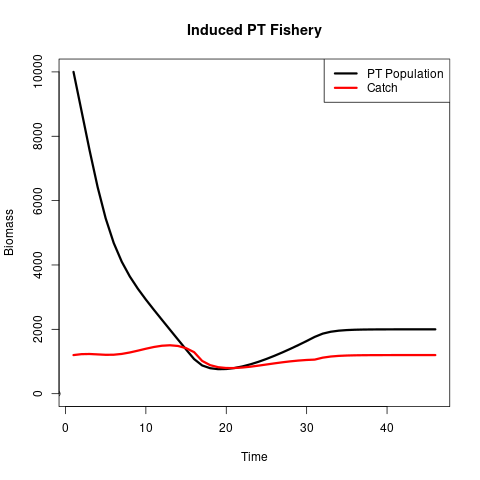 Induced PT Fishery
PT Population
Catch
Biomass
10000
8000
6000
4000
2000
0
0 10 20 30 40
Time